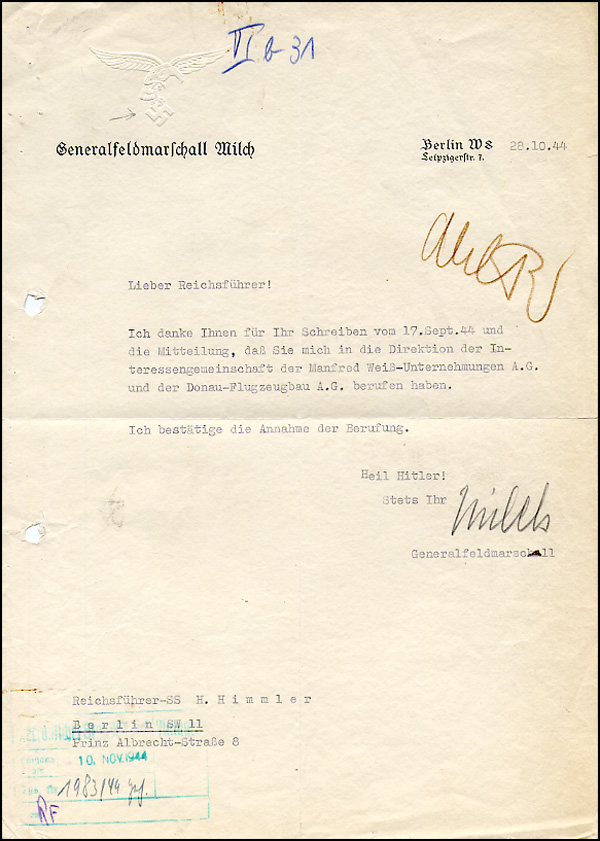 VI b 31
Generalfeldmarschall Milch
Berlin W 8 28.10.44
Leipzigerstr. 7.
Lieber Reichsführer!
Ich danke Ihnen für Ihr Schreiben vom 17.Sept.44 und
die Mitteilung, daß Sie mich in die Direktion der In-
teressengemeinschaft der Manfred Weiß-Unternehmungen A.G.
und der Donau-Flugzeugbau A.G. berufen haben.
Ich bestätige die Annahme der Berufung.
Heil Hitler!
Stets Ihr Milch
Generalfeldmarschall
Reichsführer-SS H. Himmler
Berlin SW 11
Prinz Albrecht-Straße 8
10. NOV. 1944
1983/44
RF